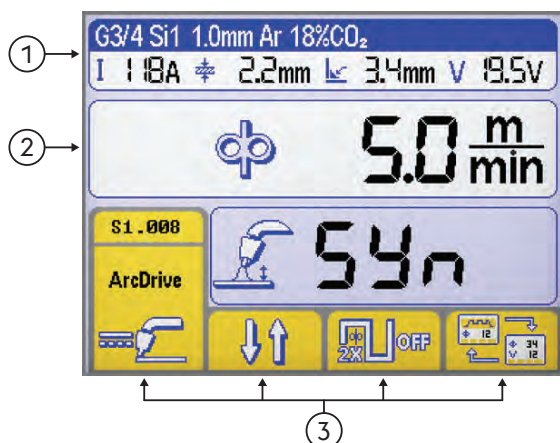 G3/4 Si1 1.0mm Ar 18%CO₂
1 I 118A 2.2mm 3.4mm V 19.5V
2 5.0 m/min
S1.008
Syn
ArcDrive
2X OFF 12 34 V 12
3